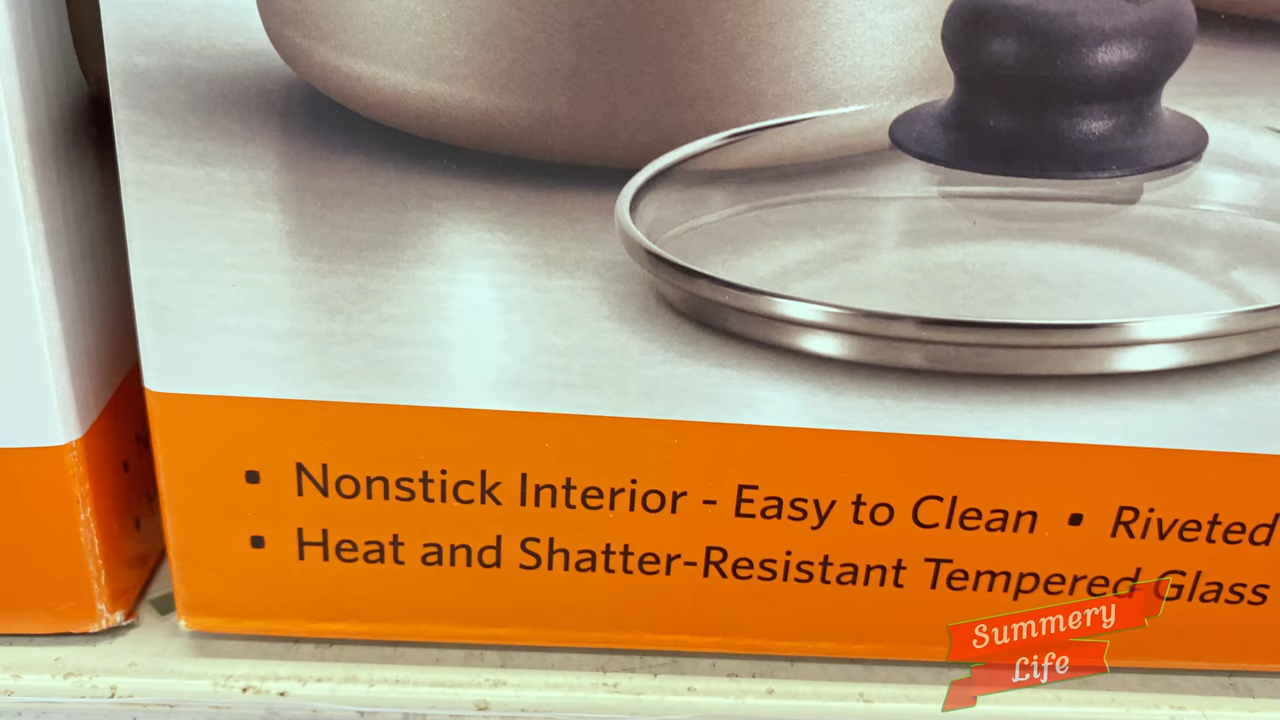 ▪ Nonstick Interior - Easy to Clean ▪ Riveted
▪ Heat and Shatter-Resistant Tempered Glass
Summery
Life